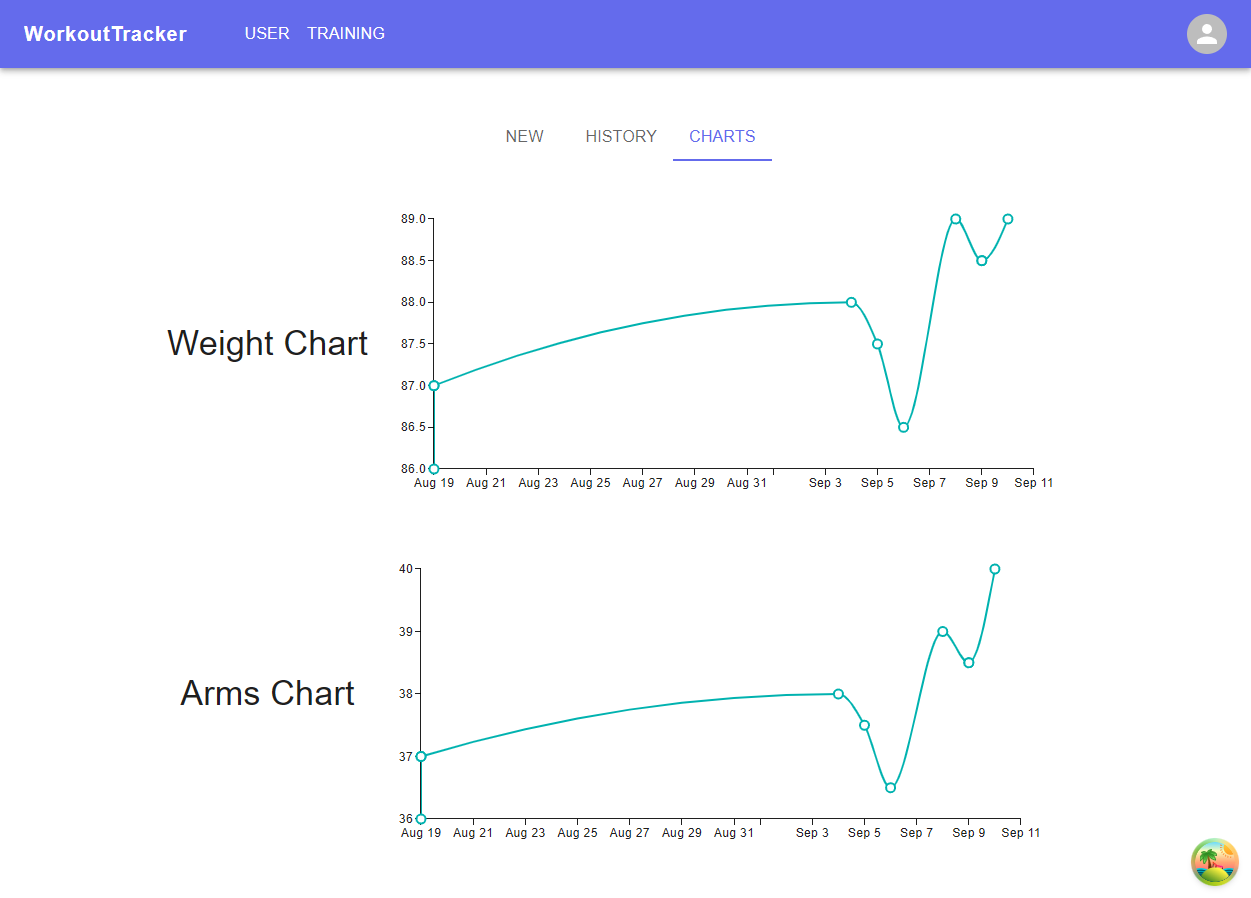 WorkoutTracker USER TRAINING
NEW HISTORY CHARTS
Weight Chart
89.0
88.5
88.0
87.5
87.0
86.5
86.0
Aug 19 Aug 21 Aug 23 Aug 25 Aug 27 Aug 29 Aug 31 Sep 3 Sep 5 Sep 7 Sep 9 Sep 11
Arms Chart
40
39
38
37
36
Aug 19 Aug 21 Aug 23 Aug 25 Aug 27 Aug 29 Aug 31 Sep 3 Sep 5 Sep 7 Sep 9 Sep 11